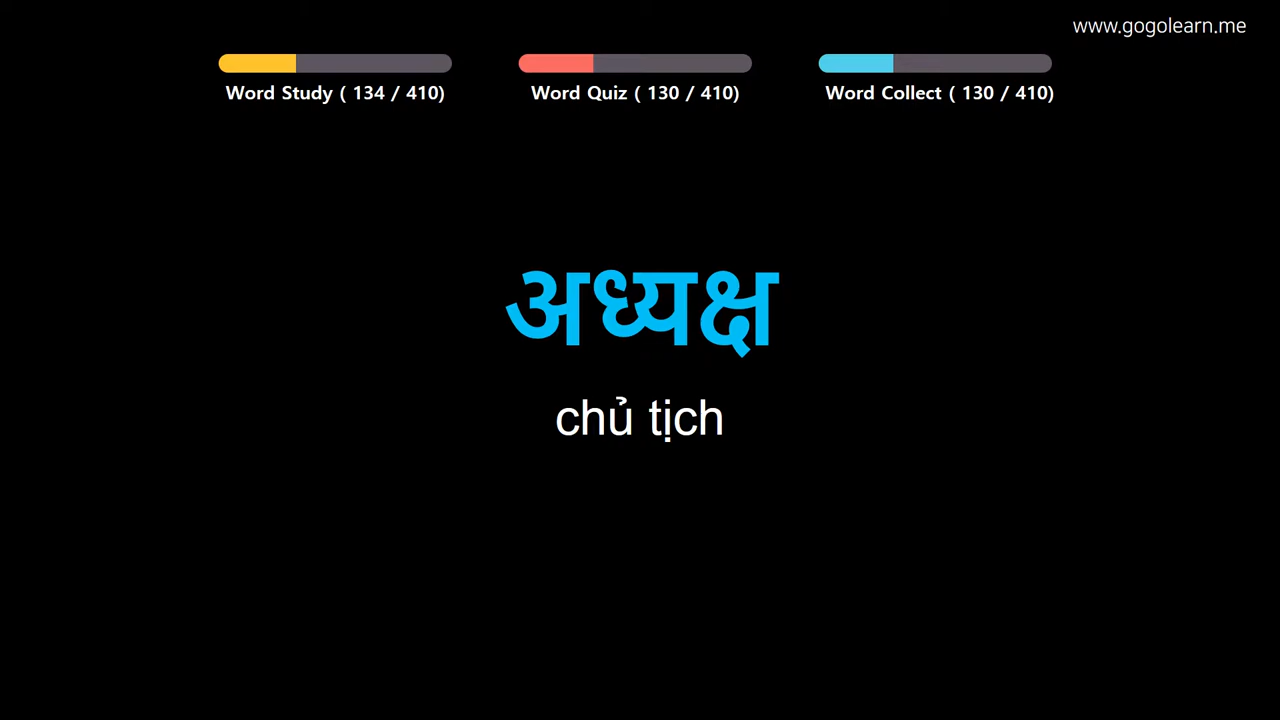 www.gogolearn.me
Word Study ( 134 / 410)
Word Quiz ( 130 / 410)
Word Collect ( 130 / 410)
अध्यक्ष
chủ tịch